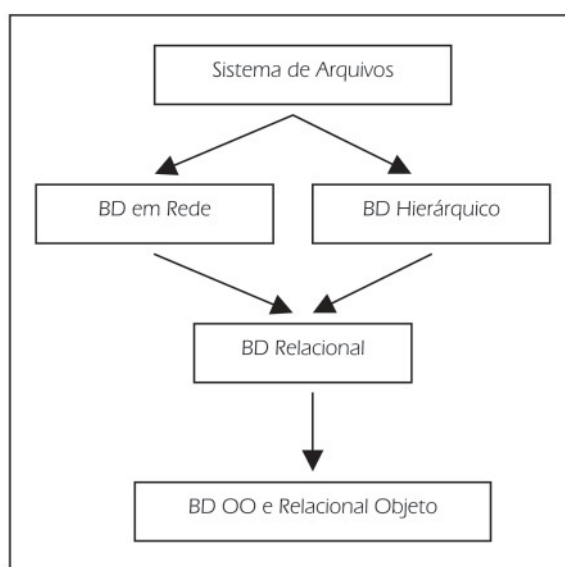 Sistema de Arquivos
BD em Rede
BD Hierárquico
BD Relacional
BD OO e Relacional Objeto